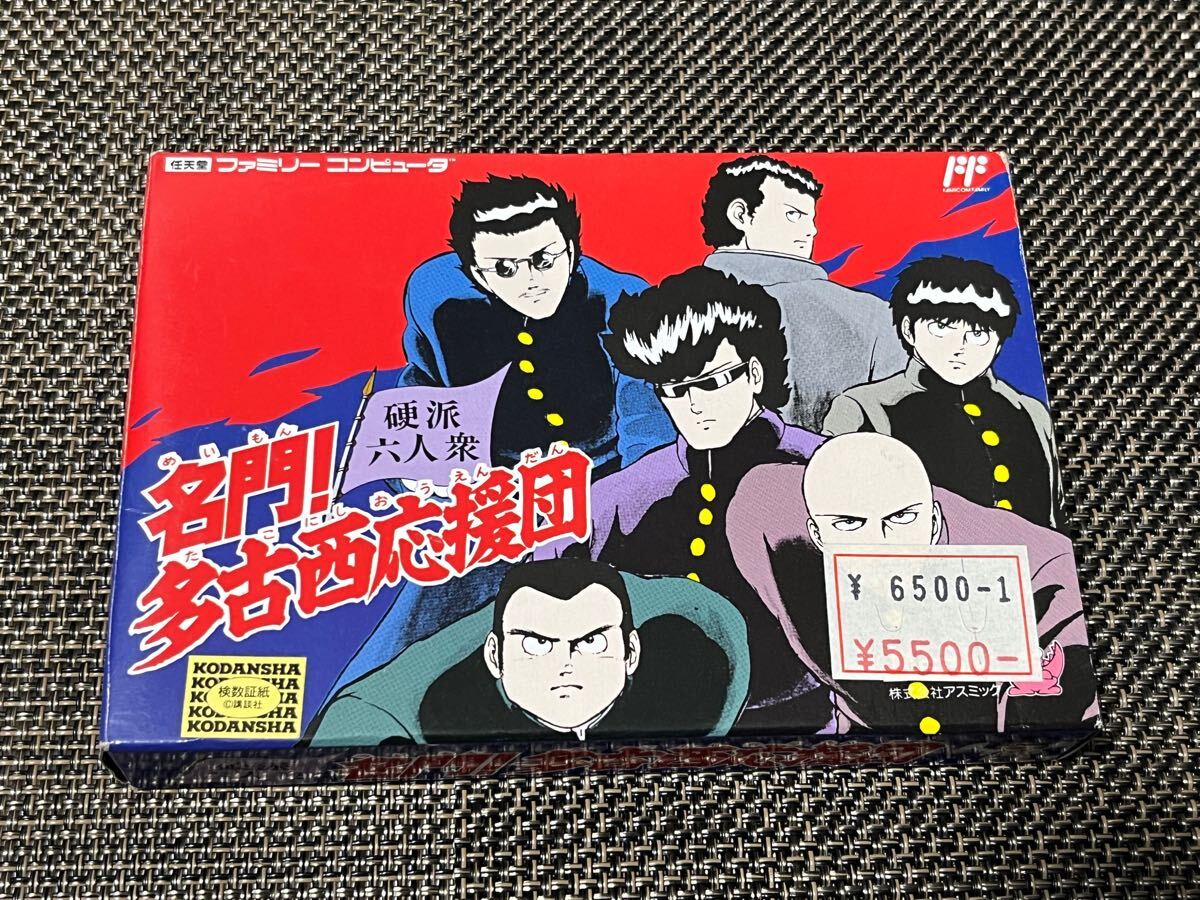 任天堂 ファミリー コンピュータ™
FF
FAMICOM FAMILY
硬派
六人衆
めいもん
名門!
たこにしおうえんだん
多古西応援団
KODANSHA
KODANSHA
検数証紙
©講談社
KODANSHA
KODANSHA
¥ 6500-1
¥5500-
株式会社アスミック